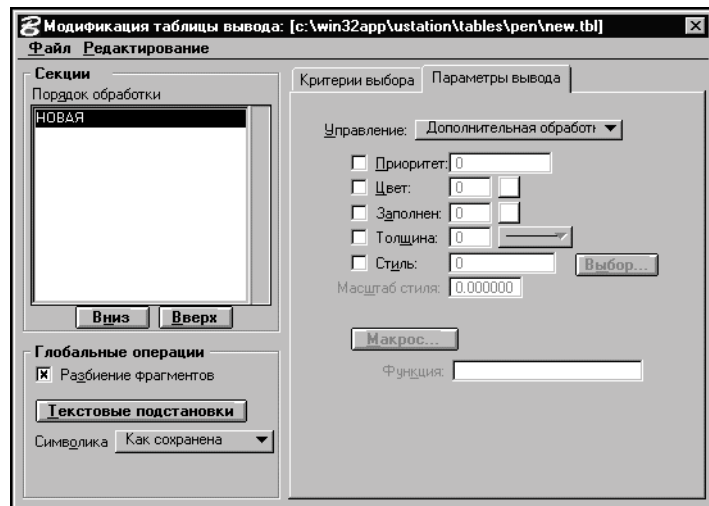 Модификация таблицы вывода: [c:\win32app\ustation\tables\pen\new.tbl]
Файл Редактирование
Секции
Порядок обработки
НОВАЯ
Вниз Вверх
Глобальные операции
Разбиение фрагментов
Текстовые подстановки
Символика Как сохранена
Критерии выбора Параметры вывода
Управление: Дополнительная обработк
Приоритет: 0
Цвет: 0
Заполнен: 0
Толщина: 0
Стиль: 0 Выбор...
Масштаб стиля: 0.000000
Макрос...
Функция: